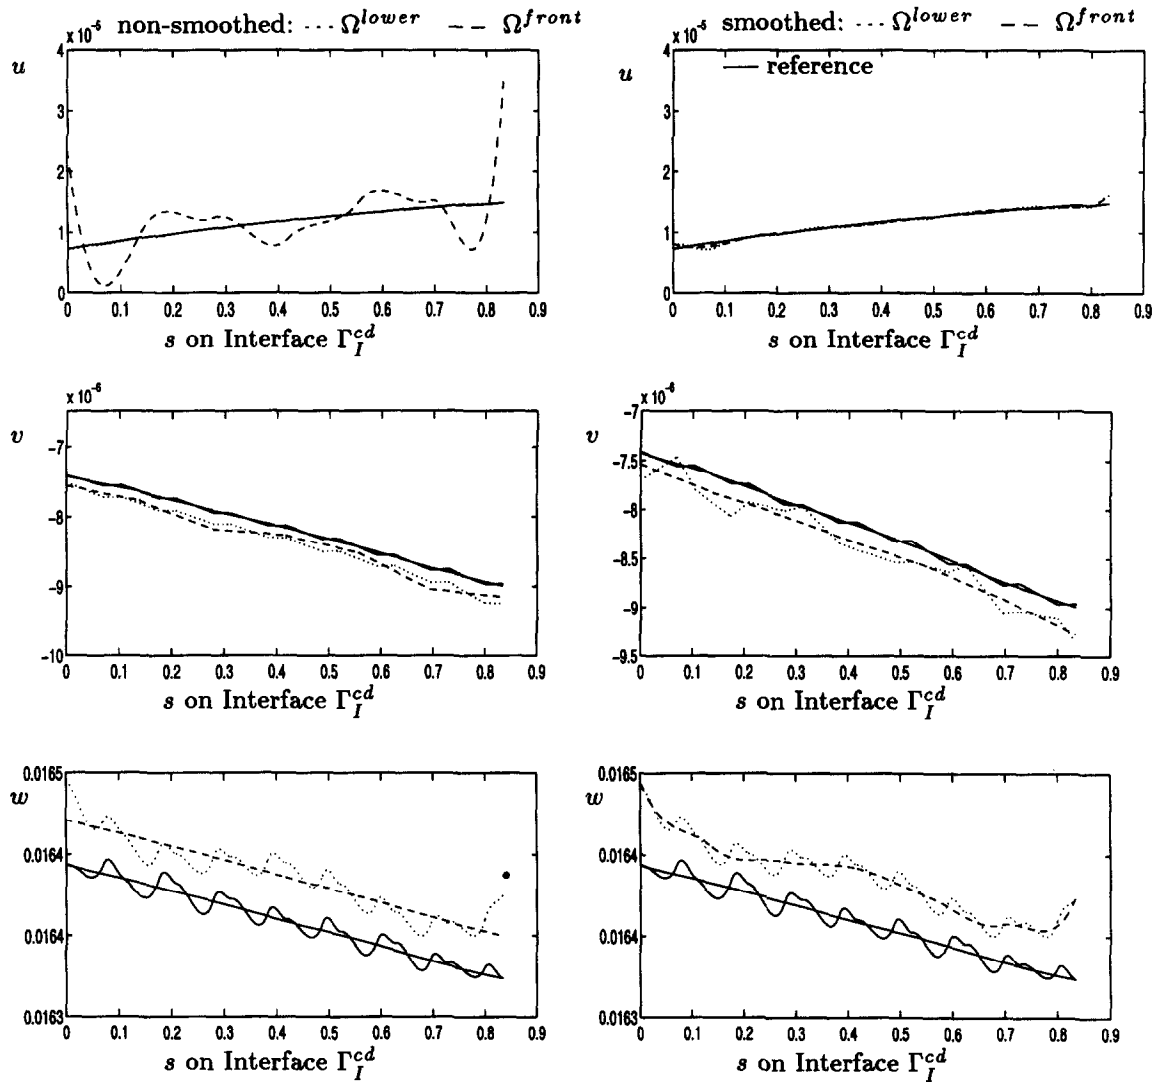 non-smoothed: ··· Ω^lower – – Ω^front
× 10^-5
u
4
3
2
1
0
0 0.1 0.2 0.3 0.4 0.5 0.6 0.7 0.8 0.9
s on Interface Γ_I^cd
smoothed: ··· Ω^lower – – Ω^front
× 10^-5
— reference
u
4
3
2
1
0
0 0.1 0.2 0.3 0.4 0.5 0.6 0.7 0.8 0.9
s on Interface Γ_I^cd
× 10^-6
v
-7
-8
-9
-10
0 0.1 0.2 0.3 0.4 0.5 0.6 0.7 0.8 0.9
s on Interface Γ_I^cd
× 10^-6
v
-7
-7.5
-8
-8.5
-9
-9.5
0 0.1 0.2 0.3 0.4 0.5 0.6 0.7 0.8 0.9
s on Interface Γ_I^cd
w
0.0165
0.0164
0.0164
0.0163
0 0.1 0.2 0.3 0.4 0.5 0.6 0.7 0.8 0.9
s on Interface Γ_I^cd
w
0.0165
0.0164
0.0164
0.0163
0 0.1 0.2 0.3 0.4 0.5 0.6 0.7 0.8 0.9
s on Interface Γ_I^cd